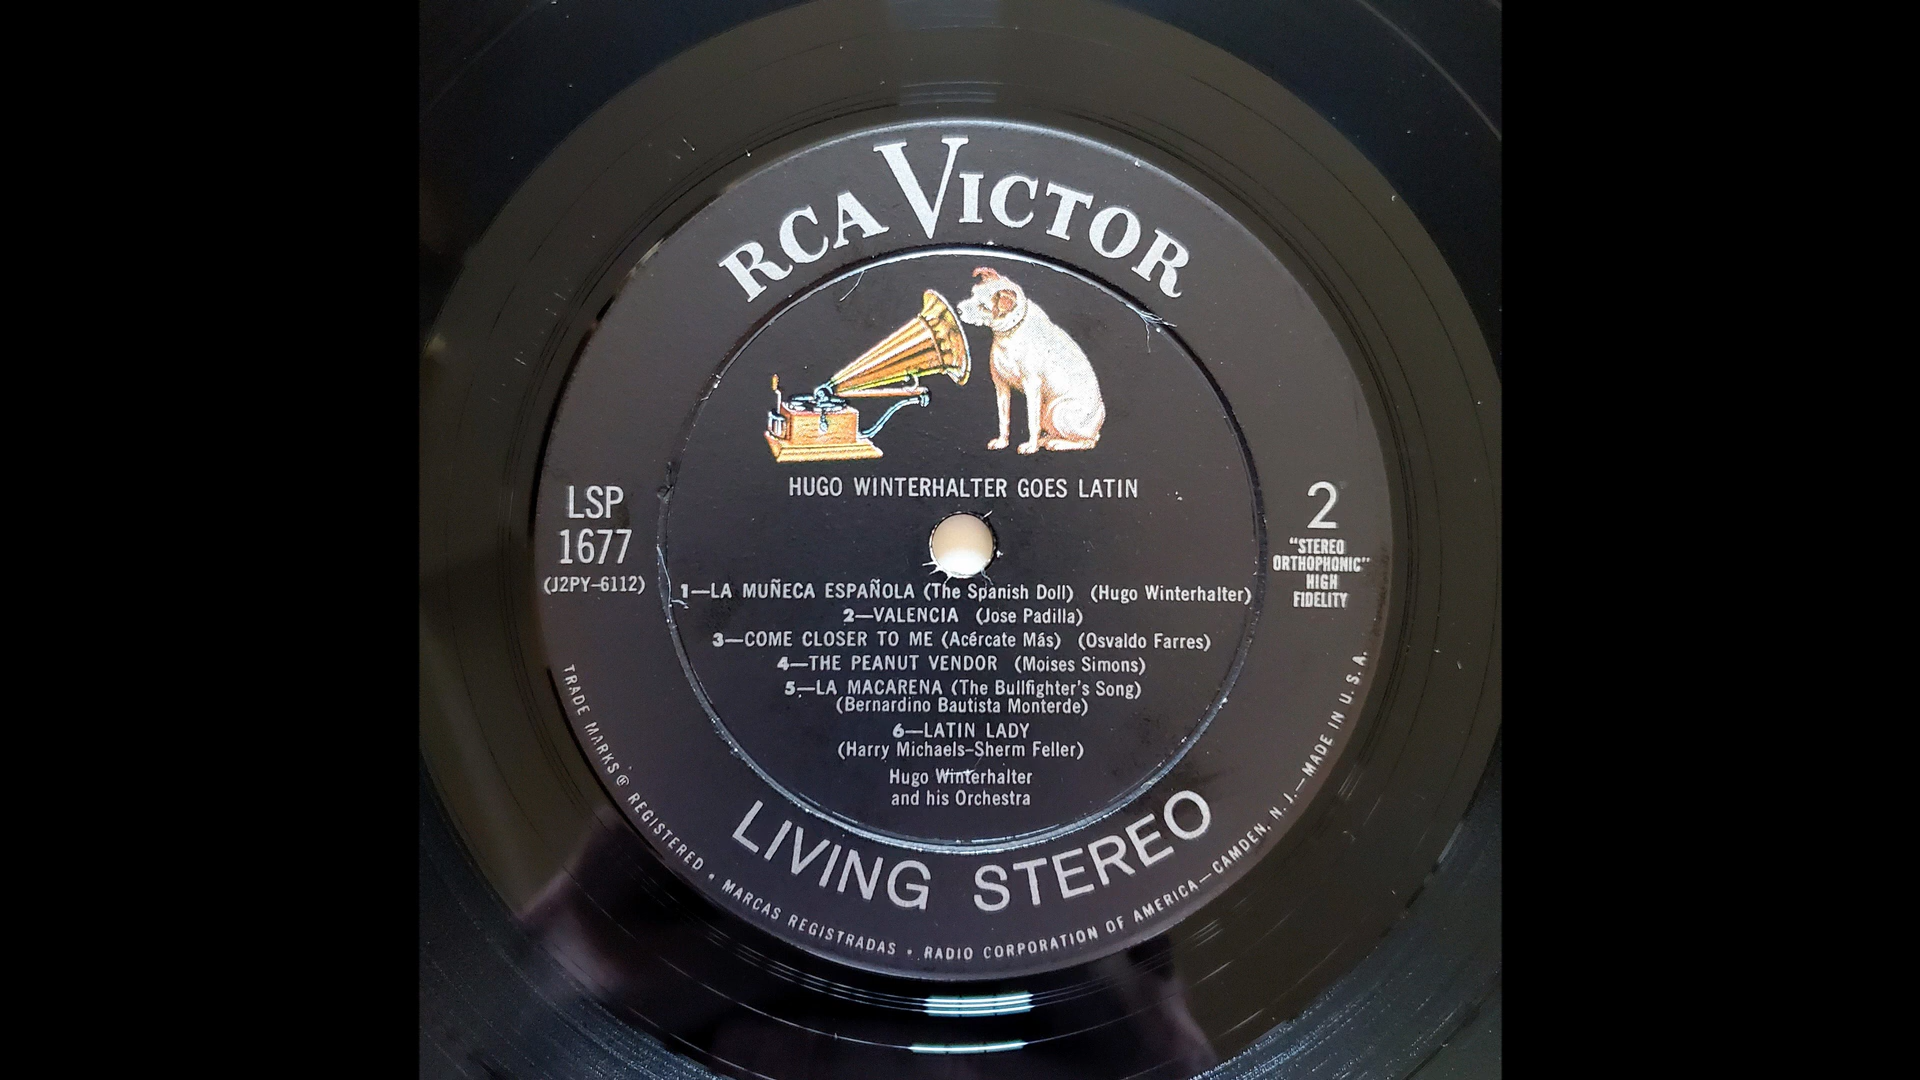 RCA VICTOR
HUGO WINTERHALTER GOES LATIN
LSP
1677
(J2PY-6112)
2
"STEREO
ORTHOPHONIC"
HIGH
FIDELITY
1—LA MUÑECA ESPAÑOLA (The Spanish Doll) (Hugo Winterhalter)
2—VALENCIA (Jose Padilla)
3—COME CLOSER TO ME (Acércate Más) (Osvaldo Farres)
4—THE PEANUT VENDOR (Moises Simons)
5—LA MACARENA (The Bullfighter's Song)
(Bernardino Bautista Monterde)
6—LATIN LADY
(Harry Michaels-Sherm Feller)
Hugo Winterhalter
and his Orchestra
LIVING STEREO
TRADE MARKS ® REGISTERED • MARCAS REGISTRADAS • RADIO CORPORATION OF AMERICA—CAMDEN, N. J.—MADE IN U. S. A.